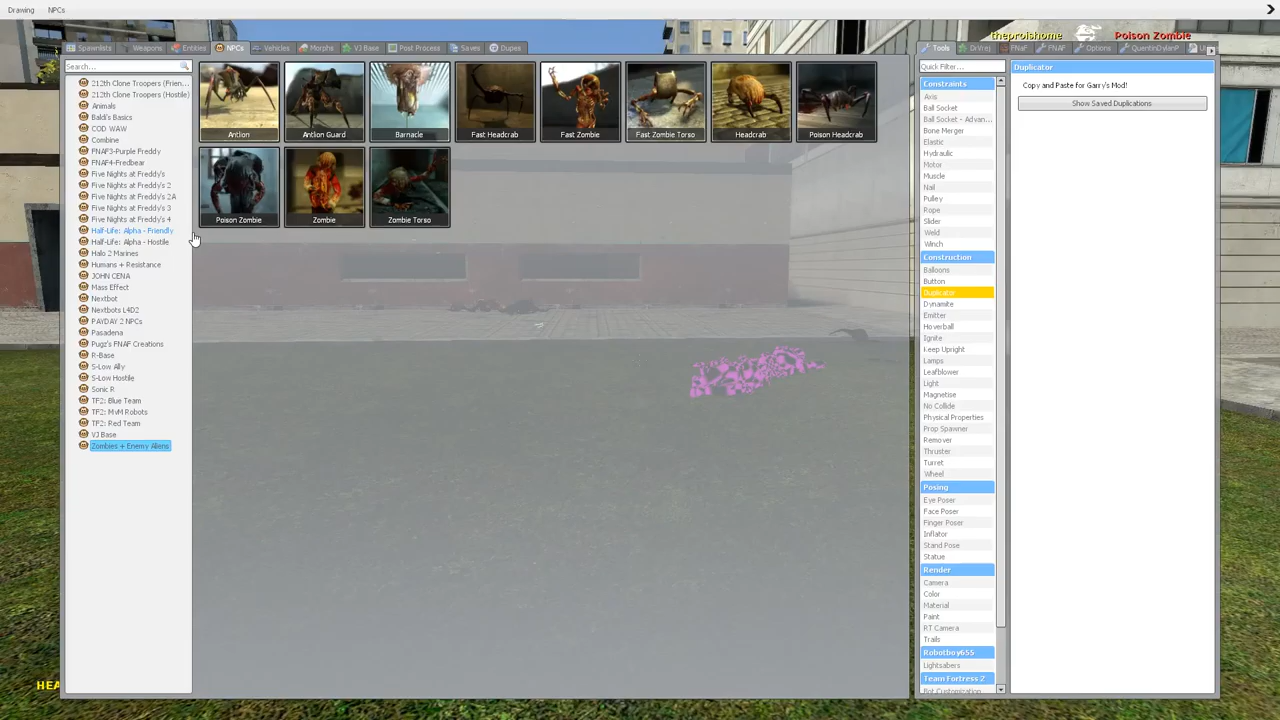 Drawing NPCs
theproishome Poison Zombie
Spawnlists Weapons Entities NPCs Vehicles Morphs VJ Base Post Process Saves Dupes
Search...
212th Clone Troopers (Frien...
212th Clone Troopers (Hostile)
Animals
Baldi's Basics
COD: WAW
Combine
FNAF3-Purple Freddy
FNAF4-Fredbear
Five Nights at Freddy's
Five Nights at Freddy's 2
Five Nights at Freddy's 2A
Five Nights at Freddy's 3
Five Nights at Freddy's 4
Half-Life: Alpha - Friendly
Half-Life: Alpha - Hostile
Halo 2 Marines
Humans + Resistance
JOHN CENA
Mass Effect
Nextbot
Nextbots L4D2
PAYDAY 2 NPCs
Pasadena
Pugz's FNAF Creations
R-Base
S-Low Ally
S-Low Hostile
Sonic R
TF2: Blue Team
TF2: MvM Robots
TF2: Red Team
VJ Base
Zombies + Enemy Aliens
Antlion
Antlion Guard
Barnacle
Fast Headcrab
Fast Zombie
Fast Zombie Torso
Headcrab
Poison Headcrab
Poison Zombie
Zombie
Zombie Torso
Tools DrVrej FNaF FNAF Options QuentinDylanP
Quick Filter...
Constraints
Axis
Ball Socket
Ball Socket - Advan...
Bone Merger
Elastic
Hydraulic
Motor
Muscle
Nail
Pulley
Rope
Slider
Weld
Winch
Construction
Balloons
Button
Duplicator
Dynamite
Emitter
Hoverball
Ignite
Keep Upright
Lamps
Leafblower
Light
Magnetise
No Collide
Physical Properties
Prop Spawner
Remover
Thruster
Turret
Wheel
Posing
Eye Poser
Face Poser
Finger Poser
Inflator
Stand Pose
Statue
Render
Camera
Color
Material
Paint
RT Camera
Trails
Robotboy655
Lightsabers
Team Fortress 2
Bot Customization
Duplicator
Copy and Paste for Garry's Mod!
Show Saved Duplications
HEA